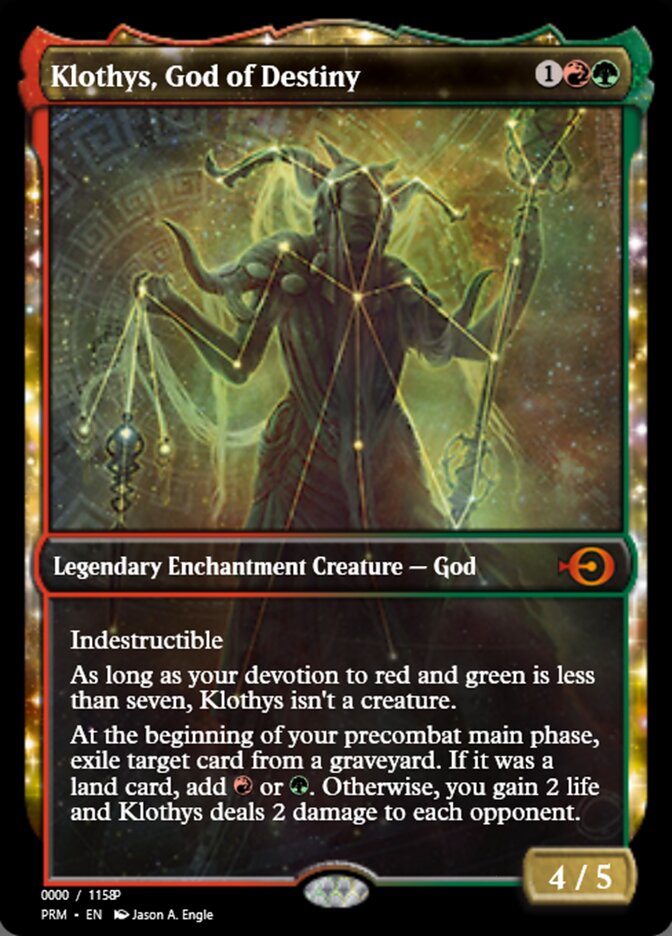 Klothys, God of Destiny 1
Legendary Enchantment Creature — God
Indestructible
As long as your devotion to red and green is less
than seven, Klothys isn't a creature.
At the beginning of your precombat main phase,
exile target card from a graveyard. If it was a
land card, add or . Otherwise, you gain 2 life
and Klothys deals 2 damage to each opponent.
4 / 5
0000 / 1158P
PRM • EN Jason A. Engle